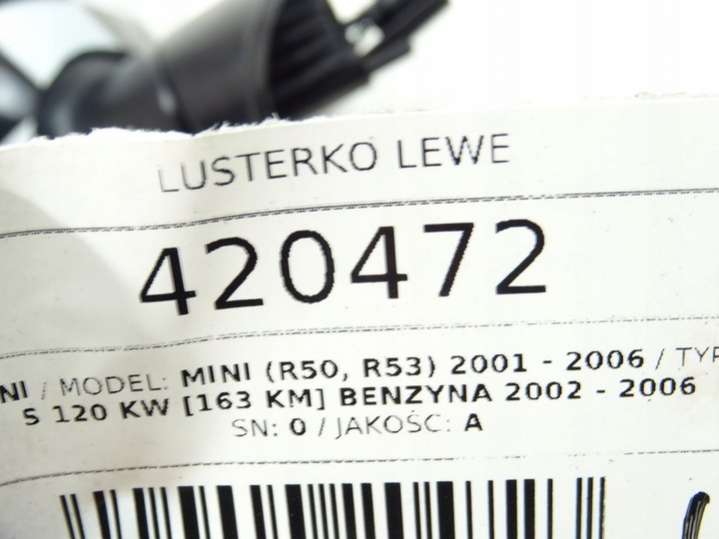 LUSTERKO LEWE
420472
NI / MODEL: MINI (R50, R53) 2001 - 2006 / TYP
S 120 KW [163 KM] BENZYNA 2002 - 2006
SN: 0 / JAKOŚĆ: A